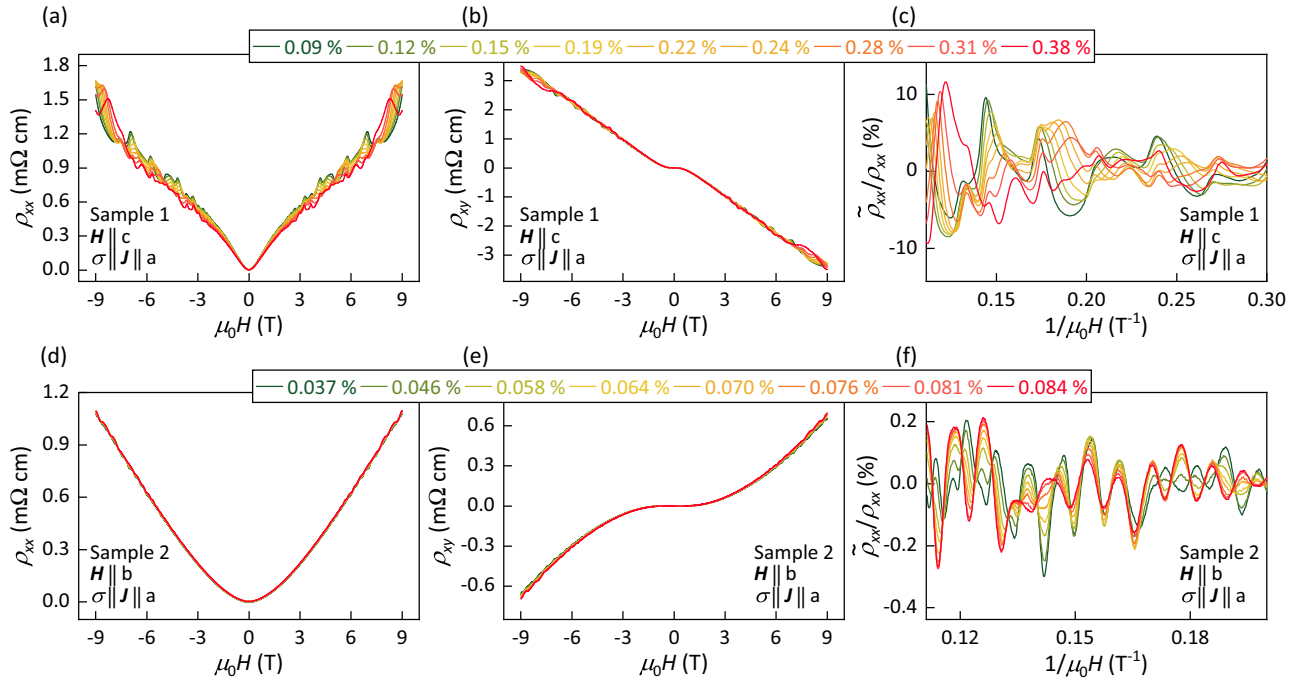 (a)
(b)
(c)
0.09 % 0.12 % 0.15 % 0.19 % 0.22 % 0.24 % 0.28 % 0.31 % 0.38 %
1.8
1.5
1.2
0.9
0.6
0.3
0.0
ρxx (mΩ cm)
Sample 1
H ∥ c
σ ∥ J ∥ a
-9 -6 -3 0 3 6 9
μ0H (T)
3
2
1
0
-1
-2
-3
ρxy (mΩ cm)
Sample 1
H ∥ c
σ ∥ J ∥ a
-9 -6 -3 0 3 6 9
μ0H (T)
10
0
-10
ρ̃xx/ρxx (%)
Sample 1
H ∥ c
σ ∥ J ∥ a
0.15 0.20 0.25 0.30
1/μ0H (T-1)
(d)
(e)
(f)
0.037 % 0.046 % 0.058 % 0.064 % 0.070 % 0.076 % 0.081 % 0.084 %
1.2
0.9
0.6
0.3
0.0
ρxx (mΩ cm)
Sample 2
H ∥ b
σ ∥ J ∥ a
-9 -6 -3 0 3 6 9
μ0H (T)
0.6
0.3
0.0
-0.3
-0.6
ρxy (mΩ cm)
Sample 2
H ∥ b
σ ∥ J ∥ a
-9 -6 -3 0 3 6 9
μ0H (T)
0.2
0.0
-0.2
-0.4
ρ̃xx/ρxx (%)
Sample 2
H ∥ b
σ ∥ J ∥ a
0.12 0.15 0.18
1/μ0H (T-1)